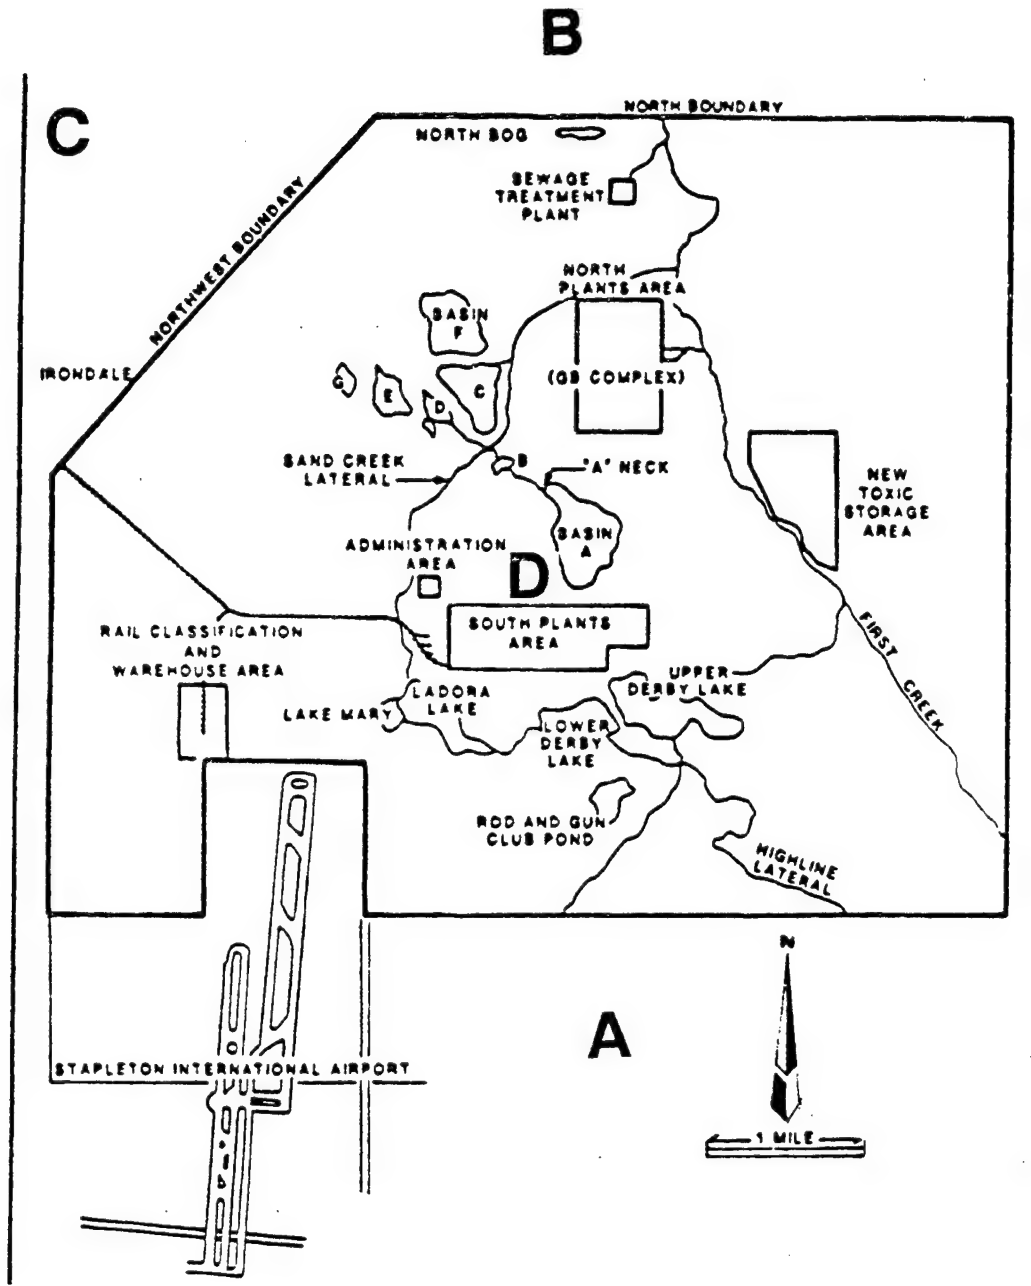 B
C
NORTH BOUNDARY
NORTH BOG
SEWAGE
TREATMENT
PLANT
NORTHWEST BOUNDARY
NORTH
PLANTS AREA
BASIN
F
IRONDALE
G
E
D
C
(GB COMPLEX)
SAND CREEK
LATERAL
B
"A" NECK
NEW
TOXIC
STORAGE
AREA
BASIN
A
ADMINISTRATION
AREA
D
SOUTH PLANTS
AREA
RAIL CLASSIFICATION
AND
WAREHOUSE AREA
FIRST
CREEK
UPPER
DERBY LAKE
LADORA
LAKE
LAKE MARY
LOWER
DERBY
LAKE
ROD AND GUN
CLUB POND
HIGHLINE
LATERAL
N
A
STAPLETON INTERNATIONAL AIRPORT
1 MILE